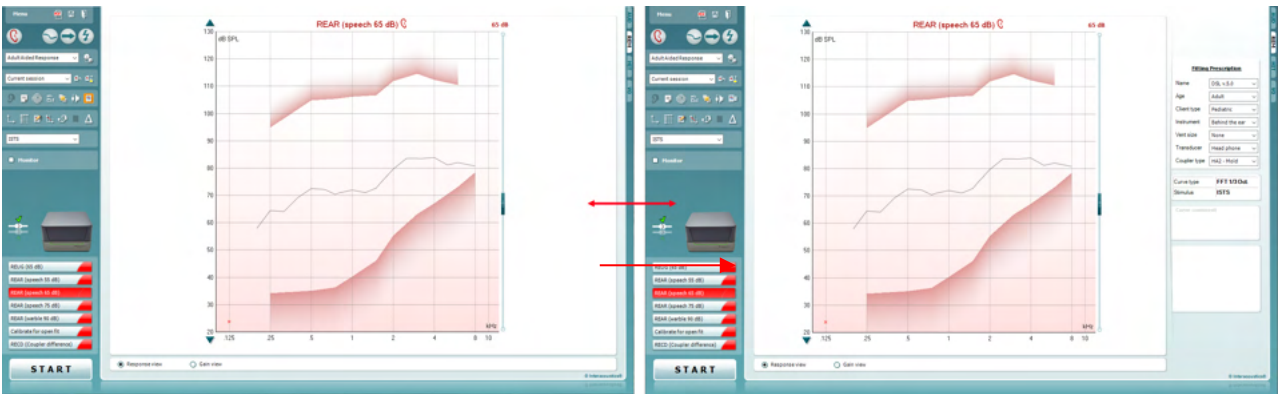 Menu
REAR (speech 65 dB)
65 dB
130
dB SPL
120
110
100
90
80
70
60
50
40
30
20
.125
.25
.5
1
2
4
8
10
kHz
Adult Aided Response
Current session
ISTS
Monitor
REUG (65 dB)
REAR (speech 55 dB)
REAR (speech 65 dB)
REAR (speech 75 dB)
REAR (warble 90 dB)
Calibrate for open fit
RECD (Coupler difference)
START
Response view
Gain view
Menu
REAR (speech 65 dB)
65 dB
130
dB SPL
120
110
100
90
80
70
60
50
40
30
20
.125
.25
.5
1
2
4
8
10
kHz
Adult Aided Response
Current session
ISTS
Monitor
REUG (65 dB)
REAR (speech 55 dB)
REAR (speech 65 dB)
REAR (speech 75 dB)
REAR (warble 90 dB)
Calibrate for open fit
RECD (Coupler difference)
START
Response view
Gain view
Fitting Prescription
Name DSL v.5.0
Age Adult
Client type Pediatric
Instrument Behind the ear
Vent size None
Transducer Head phone
Coupler type HA2 - Mold
Curve type FFT 1/3 Oct
Stimulus ISTS